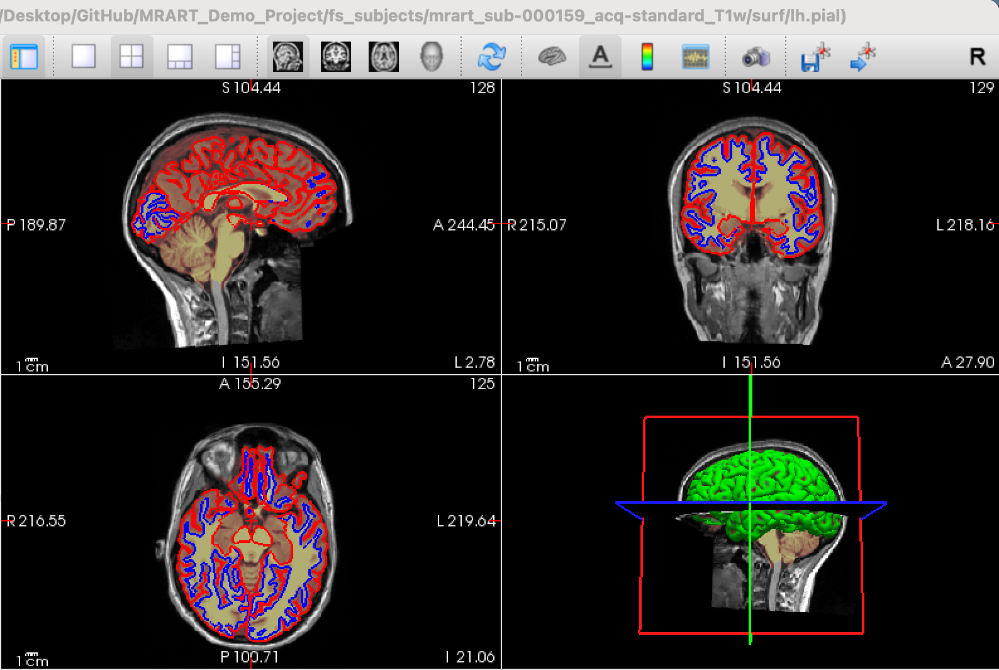 /Desktop/GitHub/MRART_Demo_Project/fs_subjects/mrart_sub-000159_acq-standard_T1w/surf/lh.pial)
A
R
S 104.44
128
P 189.87
A 244.45
1 cm
I 151.56
L 2.78
S 104.44
129
R 215.07
L 218.16
1 cm
I 151.56
A 27.90
A 155.29
125
R 216.55
L 219.64
1 cm
P 100.71
I 21.06